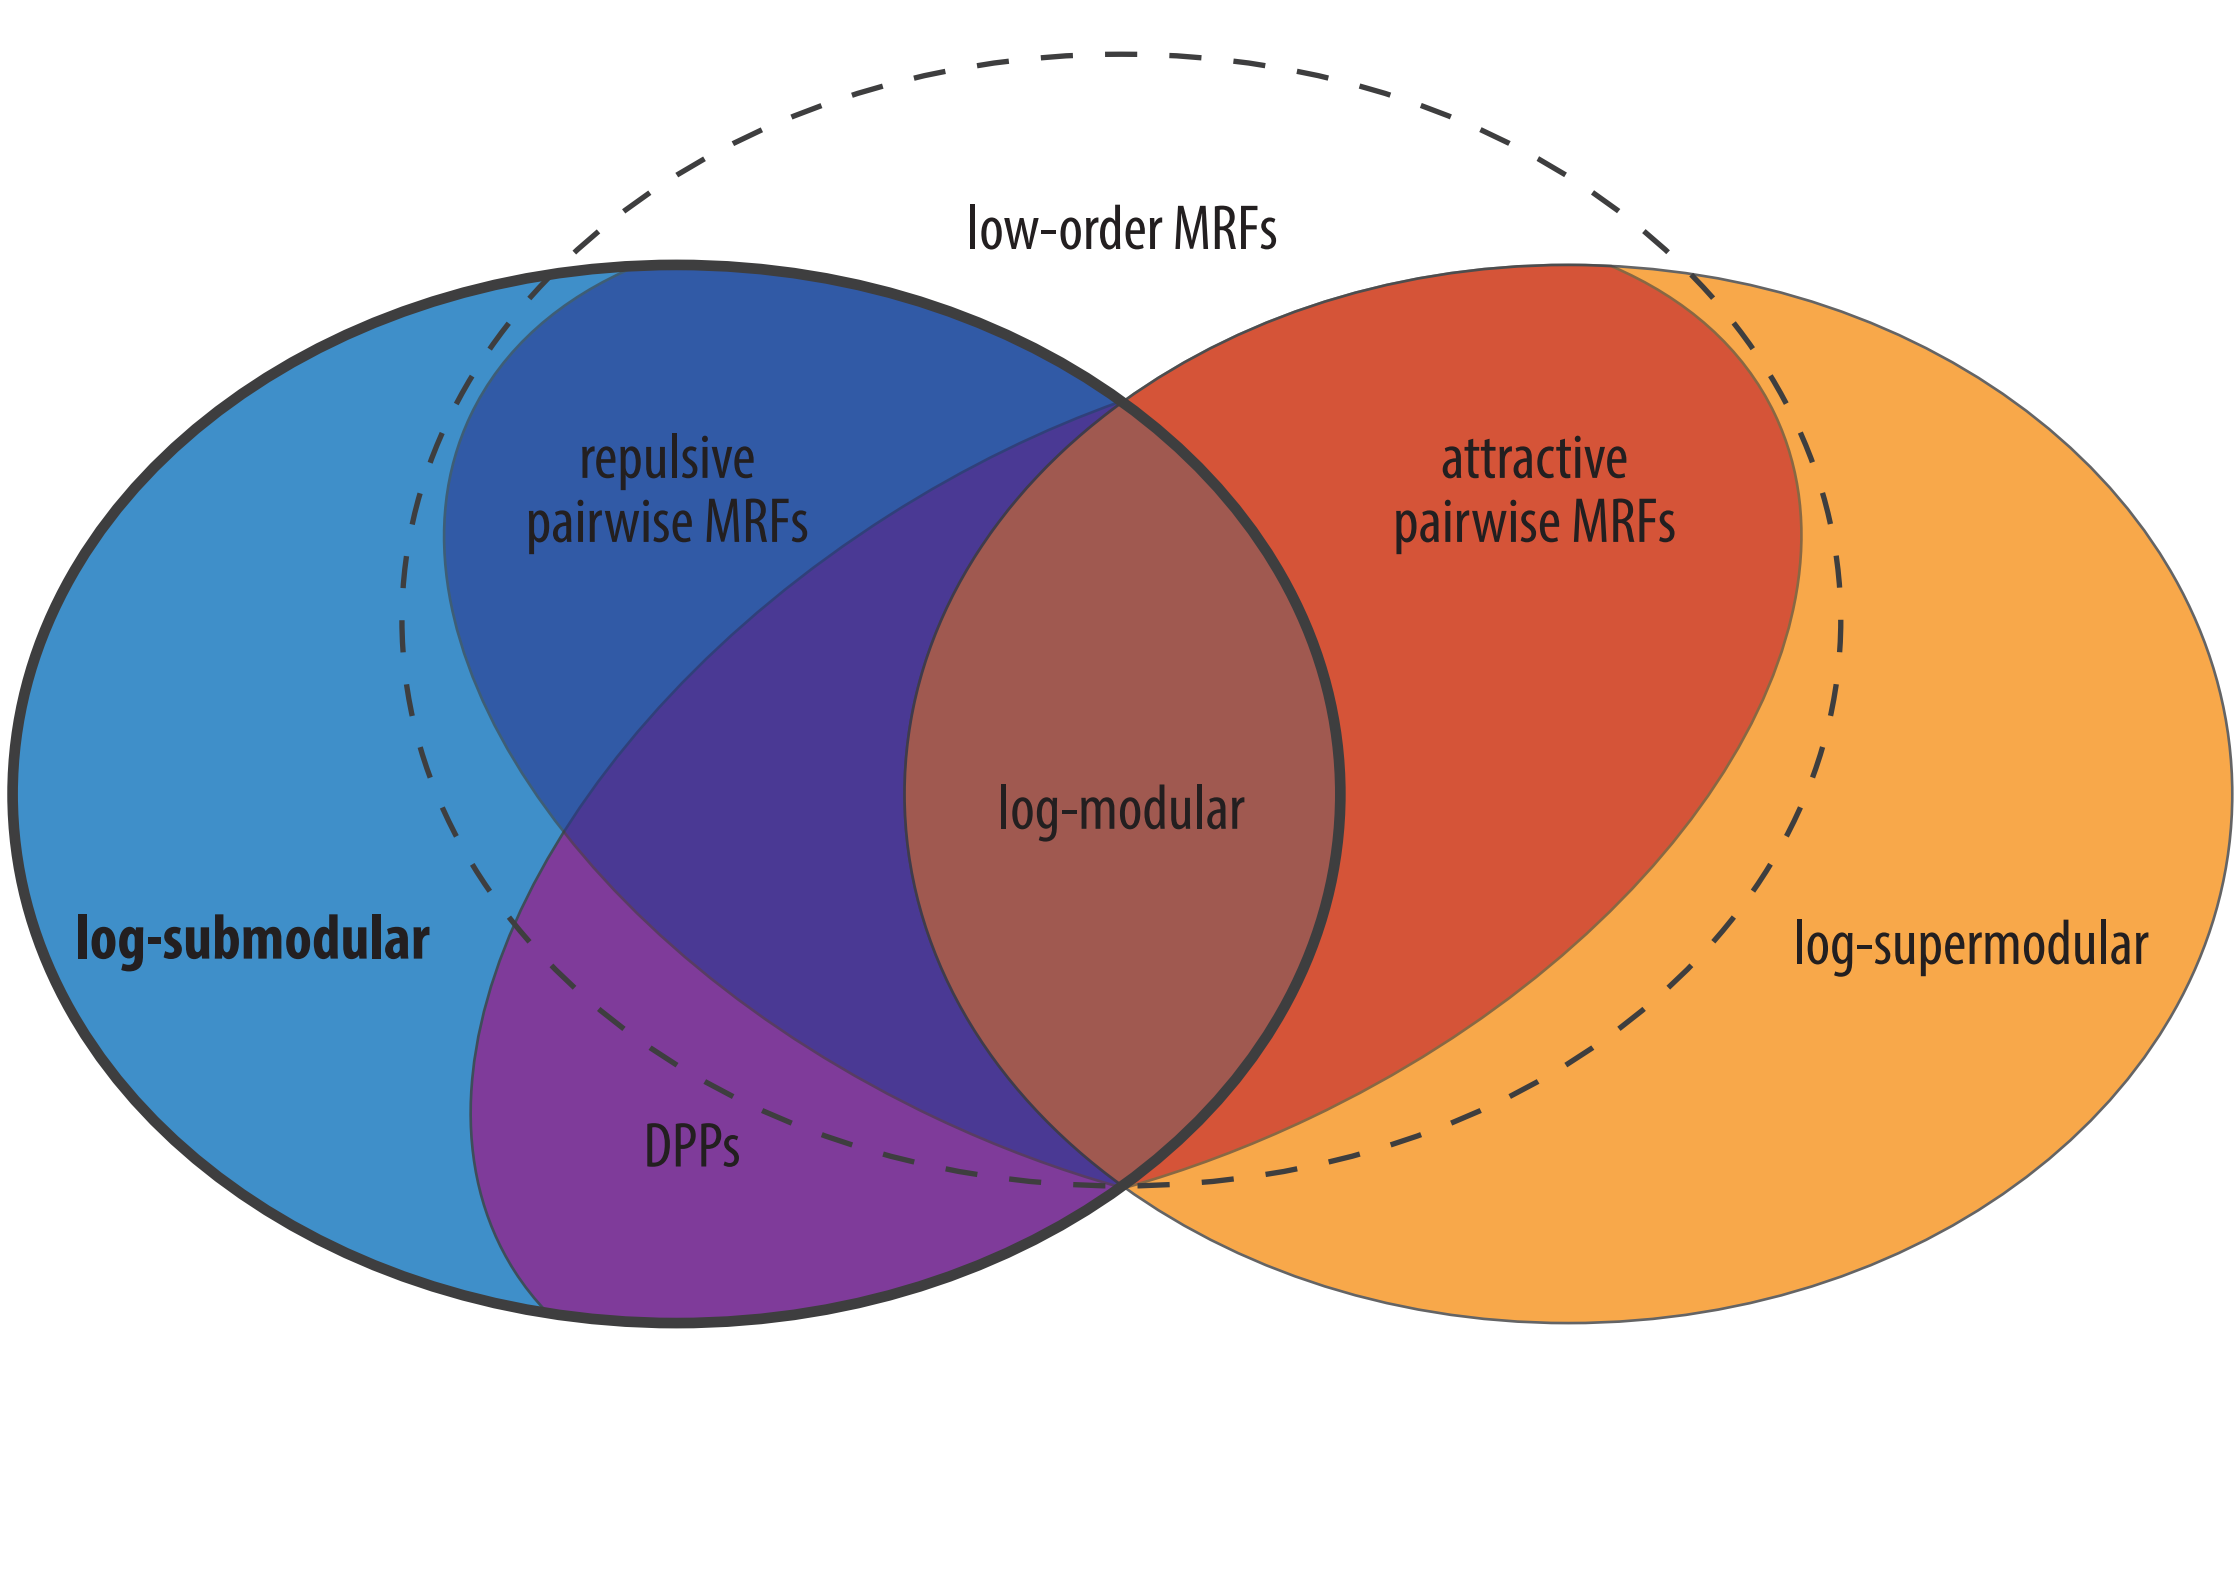 low-order MRFs
repulsive
pairwise MRFs
attractive
pairwise MRFs
log-modular
log-submodular
log-supermodular
DPPs